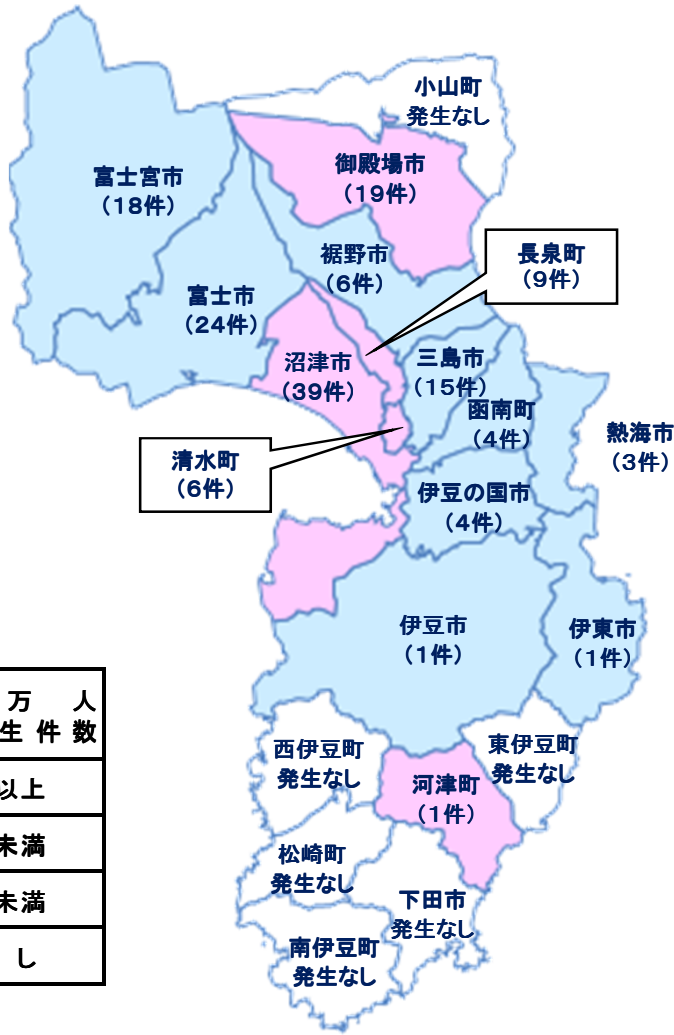 小山町
発生なし
御殿場市
（19件）
富士宮市
（18件）
裾野市
（6件）
長泉町
（9件）
富士市
（24件）
沼津市
（39件）
三島市
（15件）
函南町
（4件）
熱海市
（3件）
清水町
（6件）
伊豆の国市
（4件）
伊豆市
（1件）
伊東市
（1件）
万 人
生 件 数
以上
未満
未満
し
西伊豆町
発生なし
東伊豆町
発生なし
河津町
（1件）
松崎町
発生なし
下田市
発生なし
南伊豆町
発生なし